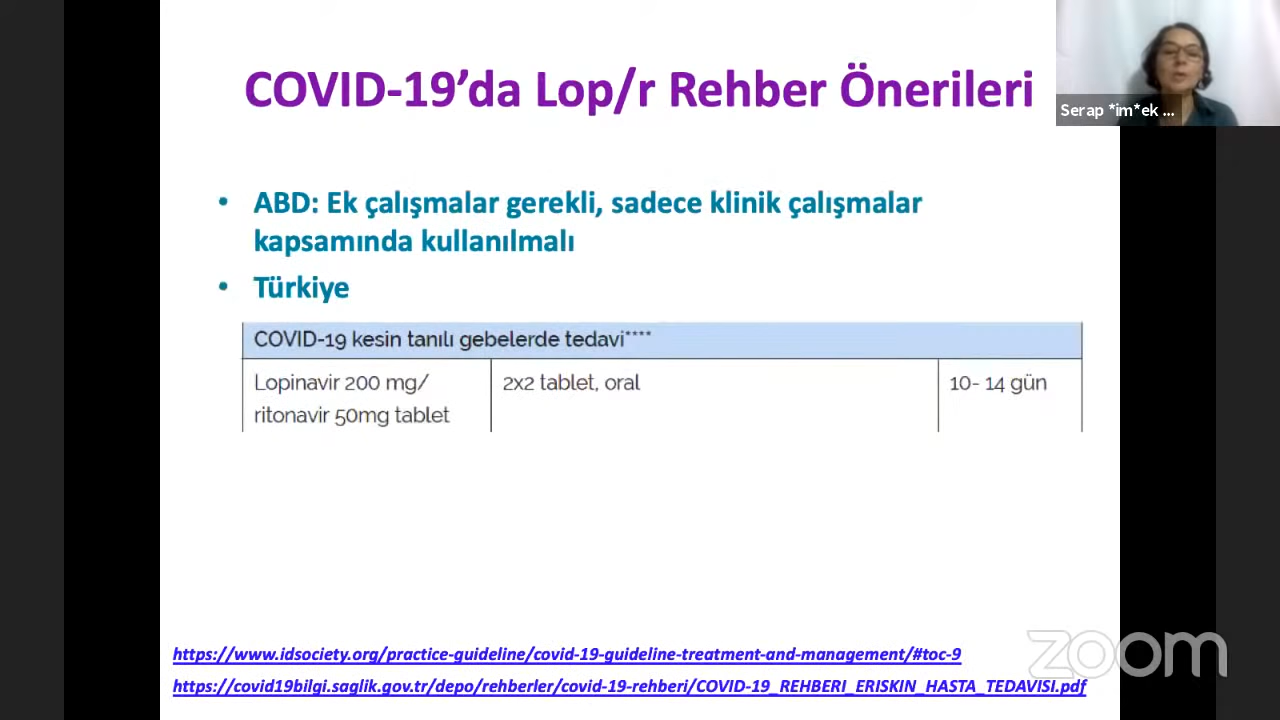 COVID-19’da Lop/r Rehber Önerileri
Serap *im*ek ...
• ABD: Ek çalışmalar gerekli, sadece klinik çalışmalar
kapsamında kullanılmalı
• Türkiye
COVID-19 kesin tanılı gebelerde tedavi****
Lopinavir 200 mg/
ritonavir 50mg tablet
2x2 tablet, oral
10- 14 gün
https://www.idsociety.org/practice-guideline/covid-19-guideline-treatment-and-management/#toc-9
https://covid19bilgi.saglik.gov.tr/depo/rehberler/covid-19-rehberi/COVID-19_REHBERI_ERISKIN_HASTA_TEDAVISI.pdf
zoom